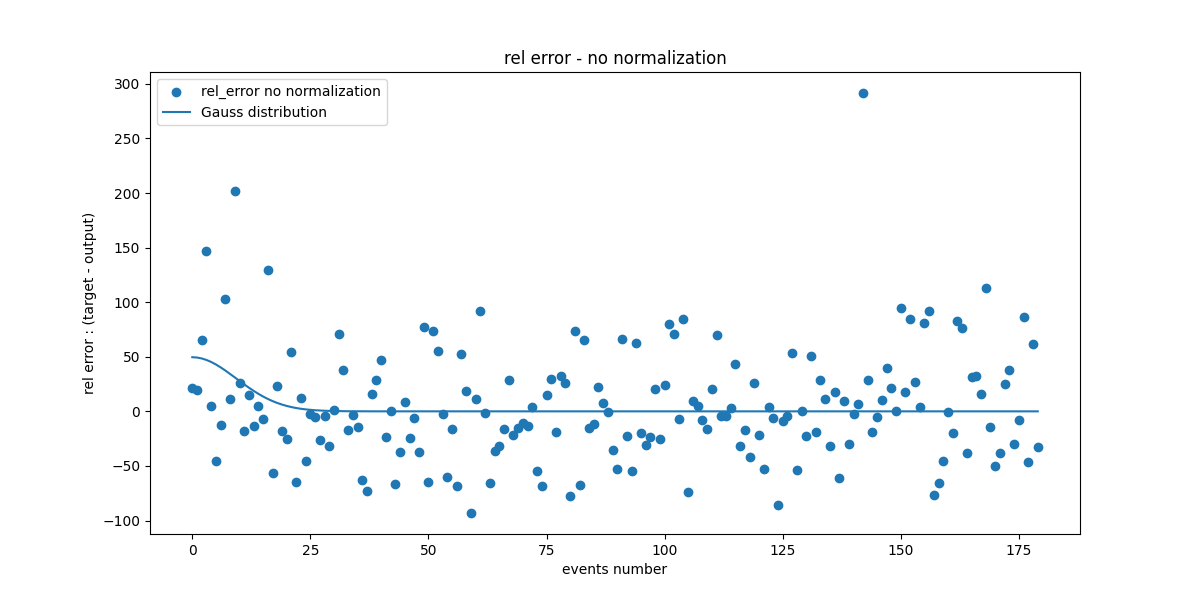 rel error - no normalization
rel_error no normalization
Gauss distribution
300
250
200
150
100
50
0
−50
−100
rel error : (target - output)
0 25 50 75 100 125 150 175
events number